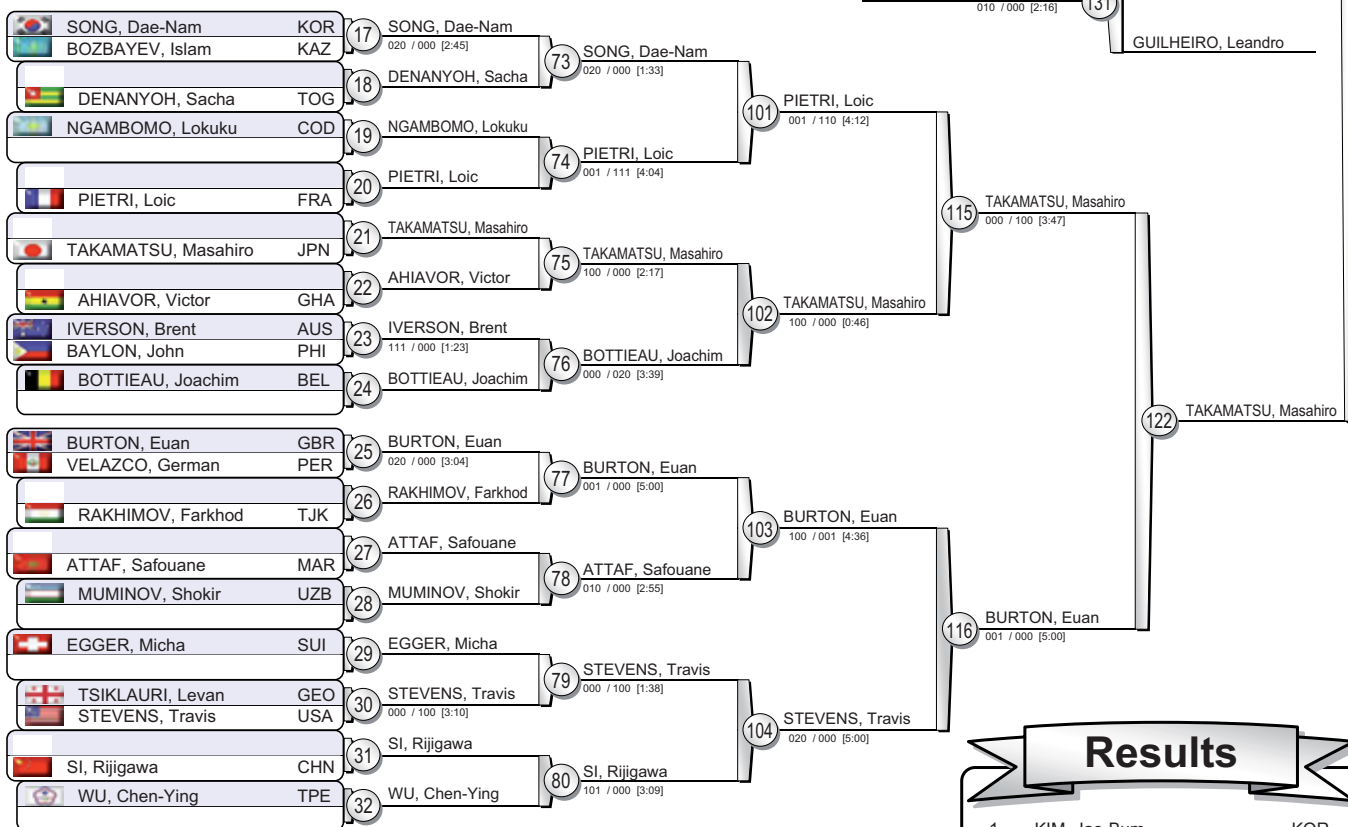 010 / 000 [2:16]
131
GUILHEIRO, Leandro
SONG, Dae-Nam KOR
BOZBAYEV, Islam KAZ
DENANYOH, Sacha TOG
NGAMBOMO, Lokuku COD
PIETRI, Loic FRA
TAKAMATSU, Masahiro JPN
AHIAVOR, Victor GHA
IVERSON, Brent AUS
BAYLON, John PHI
BOTTIEAU, Joachim BEL
BURTON, Euan GBR
VELAZCO, German PER
RAKHIMOV, Farkhod TJK
ATTAF, Safouane MAR
MUMINOV, Shokir UZB
EGGER, Micha SUI
TSIKLAURI, Levan GEO
STEVENS, Travis USA
SI, Rijigawa CHN
WU, Chen-Ying TPE
17 SONG, Dae-Nam
020 / 000 [2:45]
18 DENANYOH, Sacha
19 NGAMBOMO, Lokuku
20 PIETRI, Loic
21 TAKAMATSU, Masahiro
22 AHIAVOR, Victor
23 IVERSON, Brent
111 / 000 [1:23]
24 BOTTIEAU, Joachim
25 BURTON, Euan
020 / 000 [3:04]
26 RAKHIMOV, Farkhod
27 ATTAF, Safouane
28 MUMINOV, Shokir
29 EGGER, Micha
30 STEVENS, Travis
000 / 100 [3:10]
31 SI, Rijigawa
32 WU, Chen-Ying
73 SONG, Dae-Nam
020 / 000 [1:33]
74 PIETRI, Loic
001 / 111 [4:04]
75 TAKAMATSU, Masahiro
100 / 000 [2:17]
76 BOTTIEAU, Joachim
000 / 020 [3:39]
77 BURTON, Euan
001 / 000 [5:00]
78 ATTAF, Safouane
010 / 000 [2:55]
79 STEVENS, Travis
000 / 100 [1:38]
80 SI, Rijigawa
101 / 000 [3:09]
101 PIETRI, Loic
001 / 110 [4:12]
102 TAKAMATSU, Masahiro
100 / 000 [0:46]
103 BURTON, Euan
100 / 001 [4:36]
104 STEVENS, Travis
020 / 000 [5:00]
115 TAKAMATSU, Masahiro
000 / 100 [3:47]
116 BURTON, Euan
001 / 000 [5:00]
122 TAKAMATSU, Masahiro
Results
1 KIM, Jae-Bum KOR